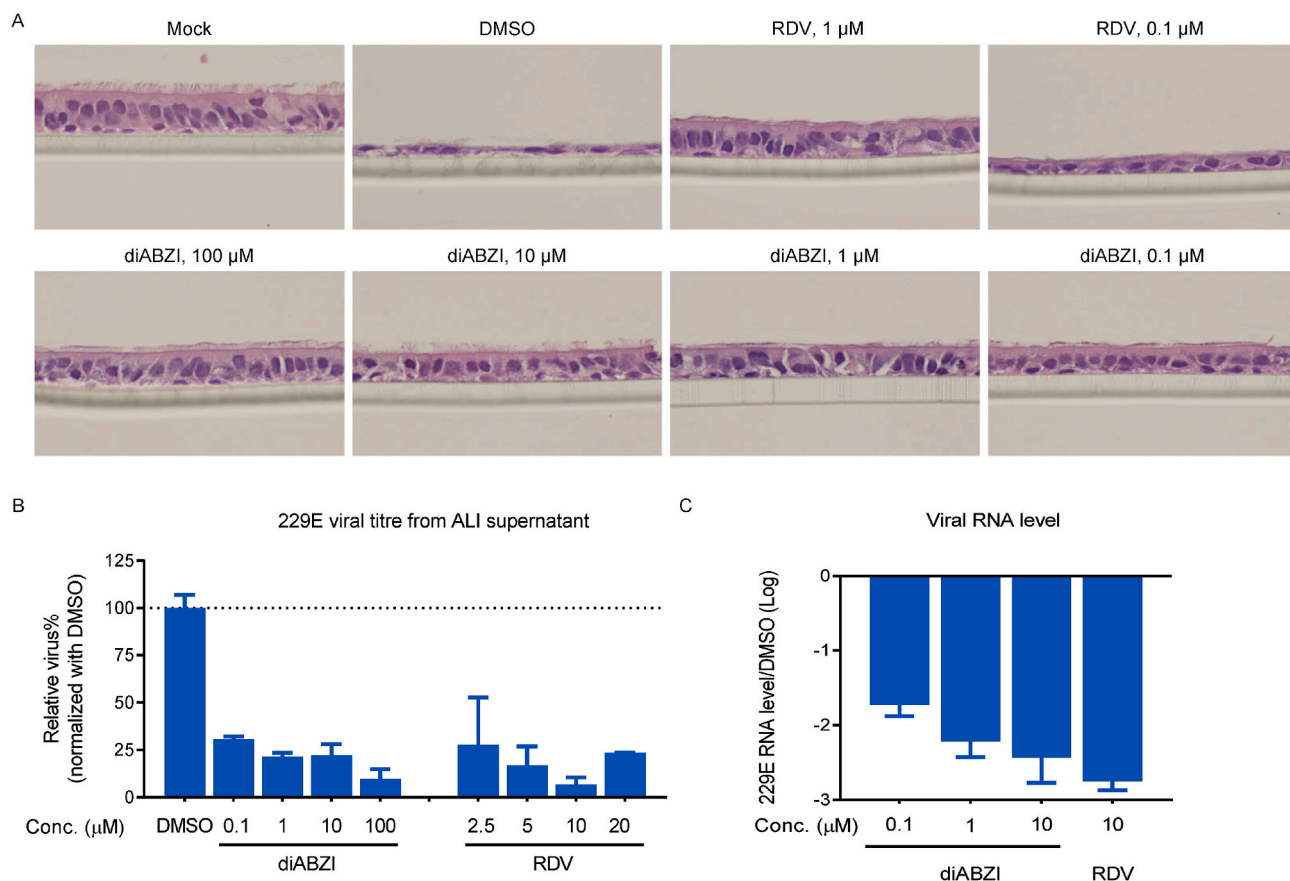 A
Mock
DMSO
RDV, 1 µM
RDV, 0.1 µM
diABZI, 100 µM
diABZI, 10 µM
diABZI, 1 µM
diABZI, 0.1 µM
B
229E viral titre from ALI supernatant
Relative virus%
(normalized with DMSO)
125
100
75
50
25
0
Conc. (µM)
DMSO
0.1
1
10
100
2.5
5
10
20
diABZI
RDV
C
Viral RNA level
229E RNA level/DMSO (Log)
0
-1
-2
-3
Conc. (µM)
0.1
1
10
10
diABZI
RDV